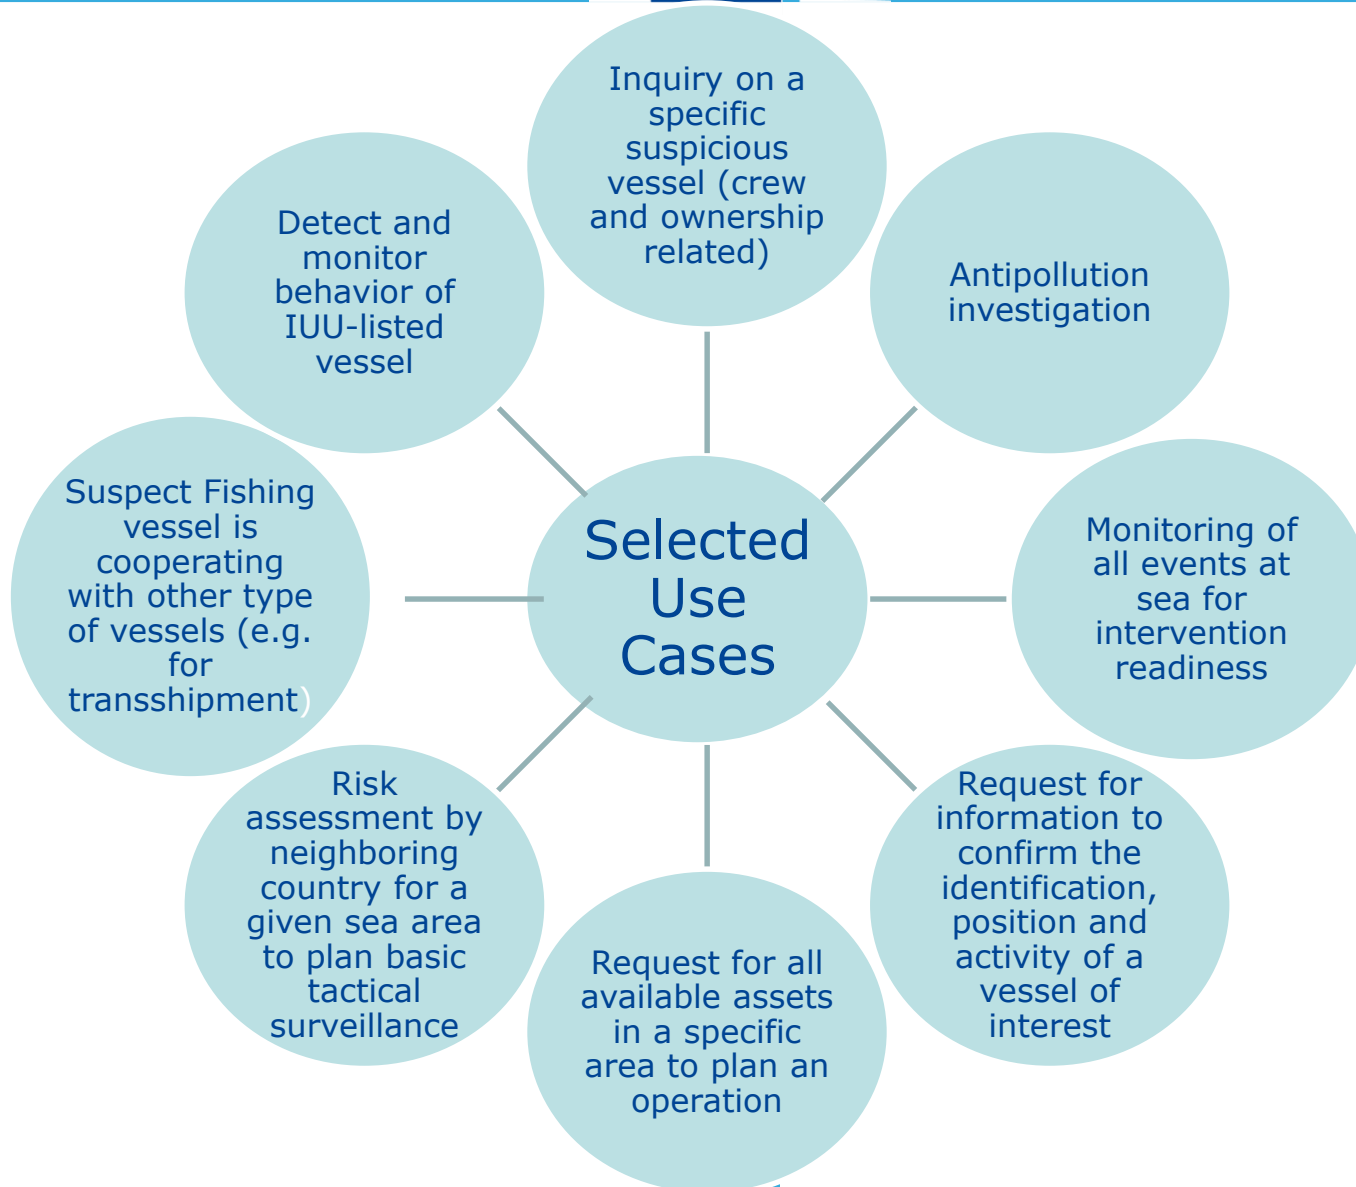 Inquiry on a
specific
suspicious
vessel (crew
and ownership
related)
Antipollution
investigation
Monitoring of
all events at
sea for
intervention
readiness
Request for
information to
confirm the
identification,
position and
activity of a
vessel of
interest
Request for all
available assets
in a specific
area to plan an
operation
Risk
assessment by
neighboring
country for a
given sea area
to plan basic
tactical
surveillance
Suspect Fishing
vessel is
cooperating
with other type
of vessels (e.g.
for
transshipment)
Detect and
monitor
behavior of
IUU-listed
vessel
Selected
Use
Cases